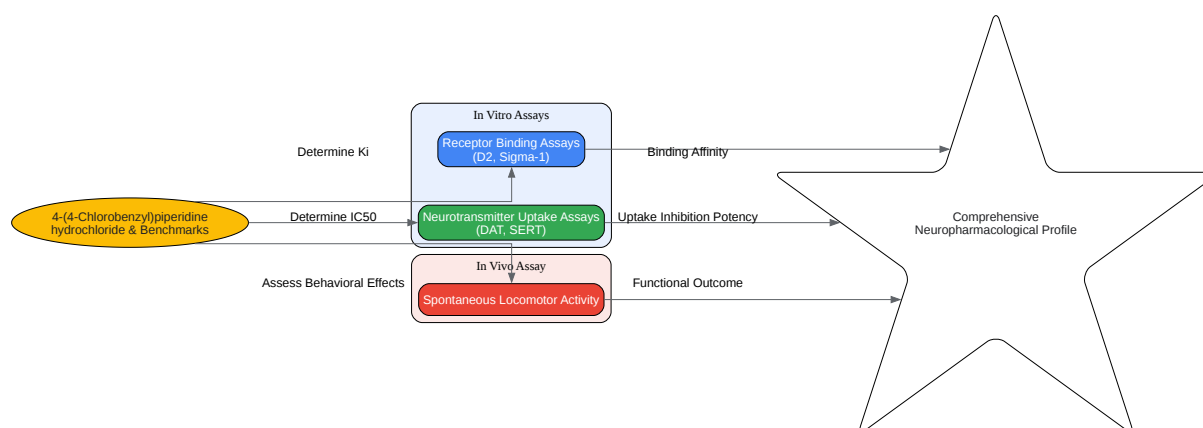 In Vitro Assays
Receptor Binding Assays
(D2, Sigma-1)
Determine Ki
Binding Affinity
4-(4-Chlorobenzyl)piperidine
hydrochloride & Benchmarks
Determine IC50
Neurotransmitter Uptake Assays
(DAT, SERT)
Uptake Inhibition Potency
Comprehensive
Neuropharmacological Profile
In Vivo Assay
Assess Behavioral Effects
Spontaneous Locomotor Activity
Functional Outcome